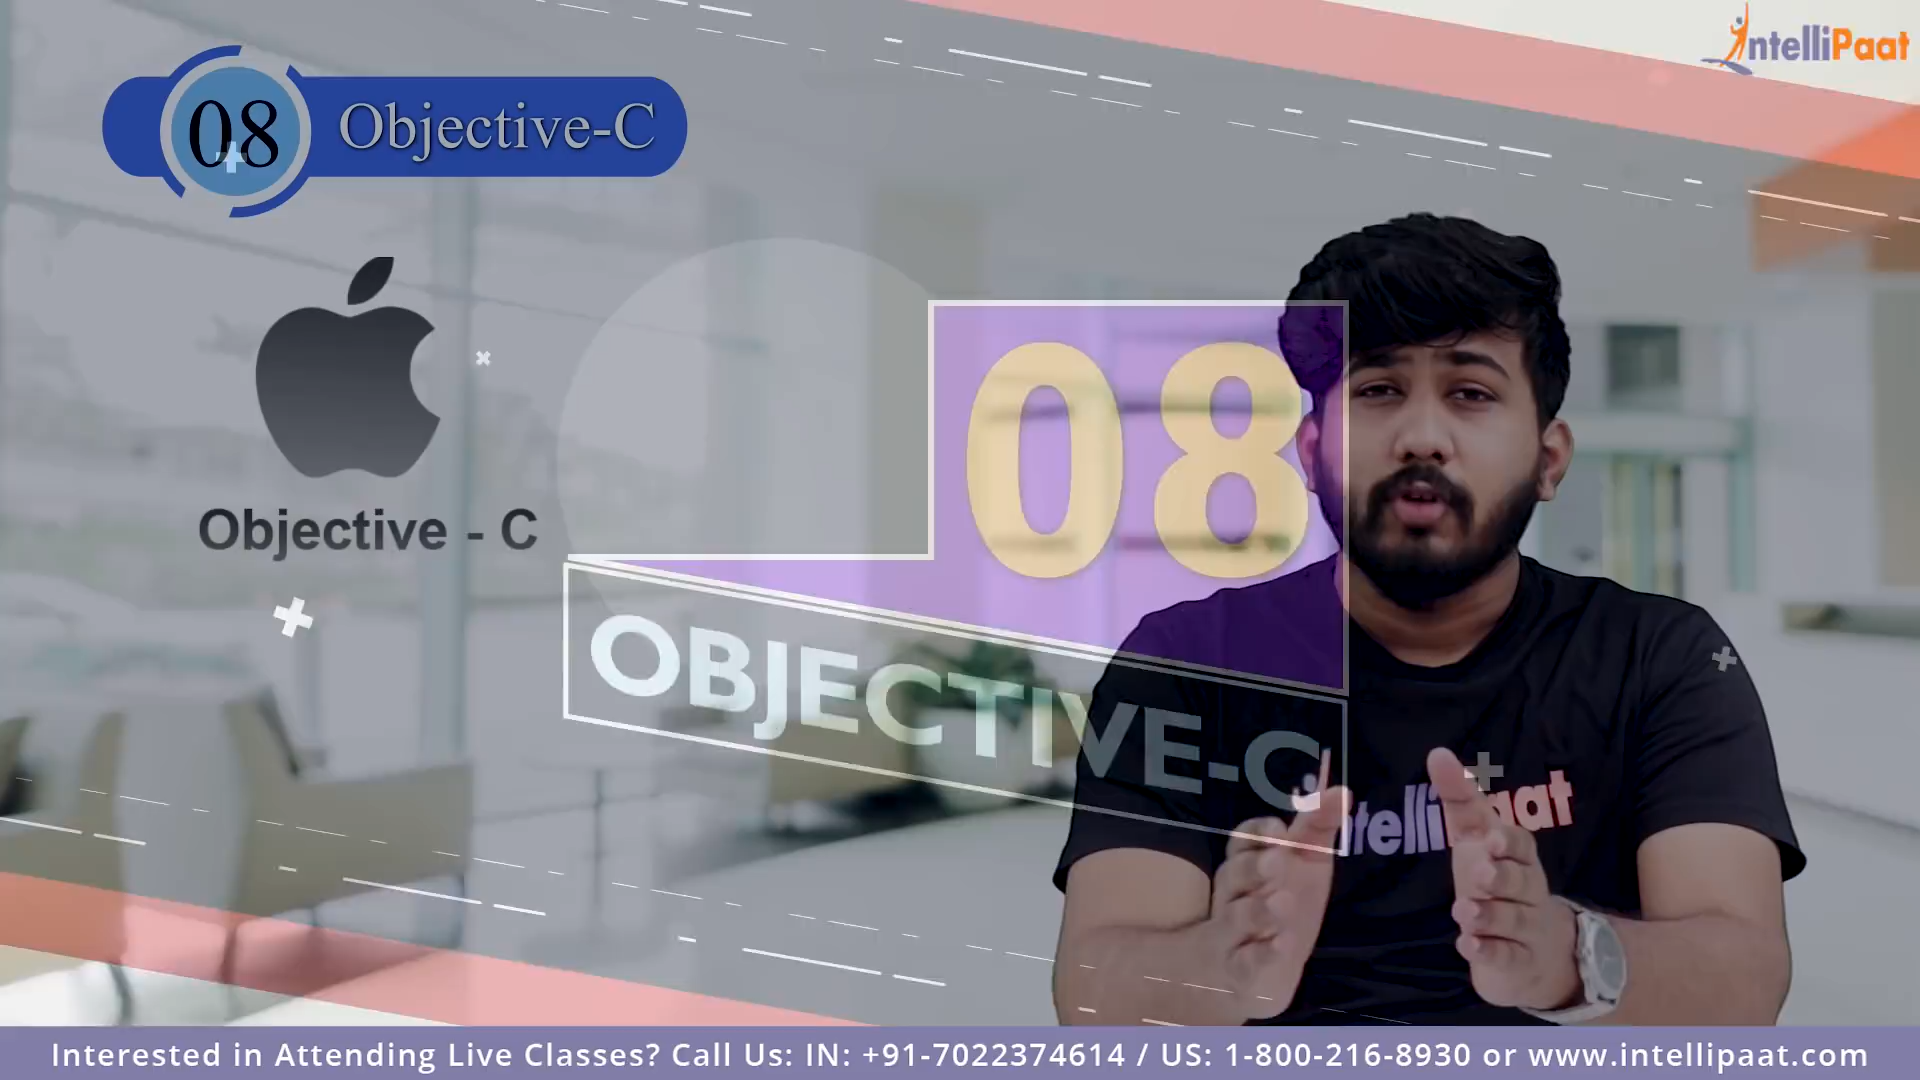 IntelliPaat
08 Objective-C
Objective - C
08
OBJECTIVE-C
Interested in Attending Live Classes? Call Us: IN: +91-7022374614 / US: 1-800-216-8930 or www.intellipaat.com